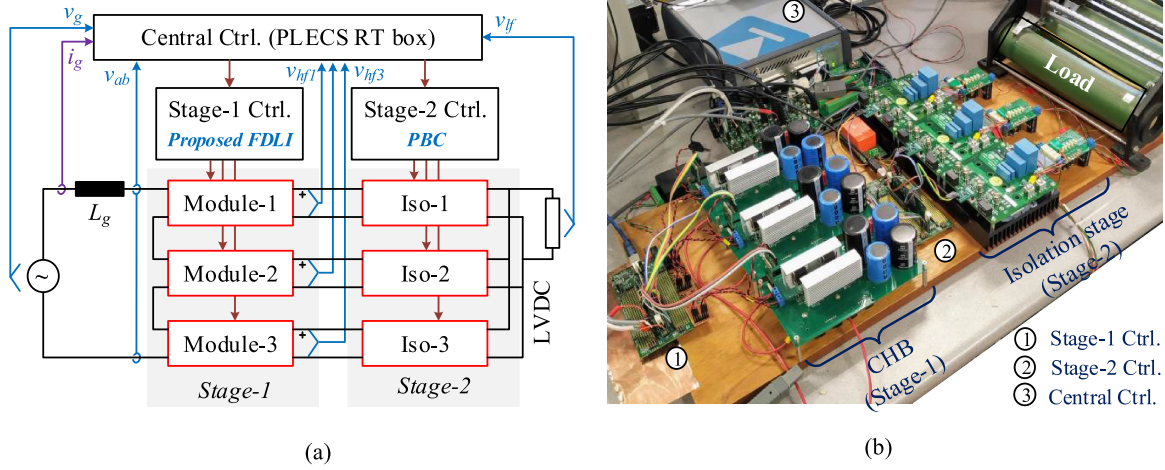 v_g
i_g
v_ab
Central Ctrl. (PLECS RT box)
v_lf
v_hf1
v_hf3
Stage-1 Ctrl.
Proposed FDLI
Stage-2 Ctrl.
PBC
L_g
Module-1
+
Iso-1
~
Module-2
+
Iso-2
Module-3
+
Iso-3
LVDC
Stage-1
Stage-2
(a)
3
Load
2
1
CHB
(Stage-1)
Isolation stage
(Stage-2)
1 Stage-1 Ctrl.
2 Stage-2 Ctrl.
3 Central Ctrl.
(b)